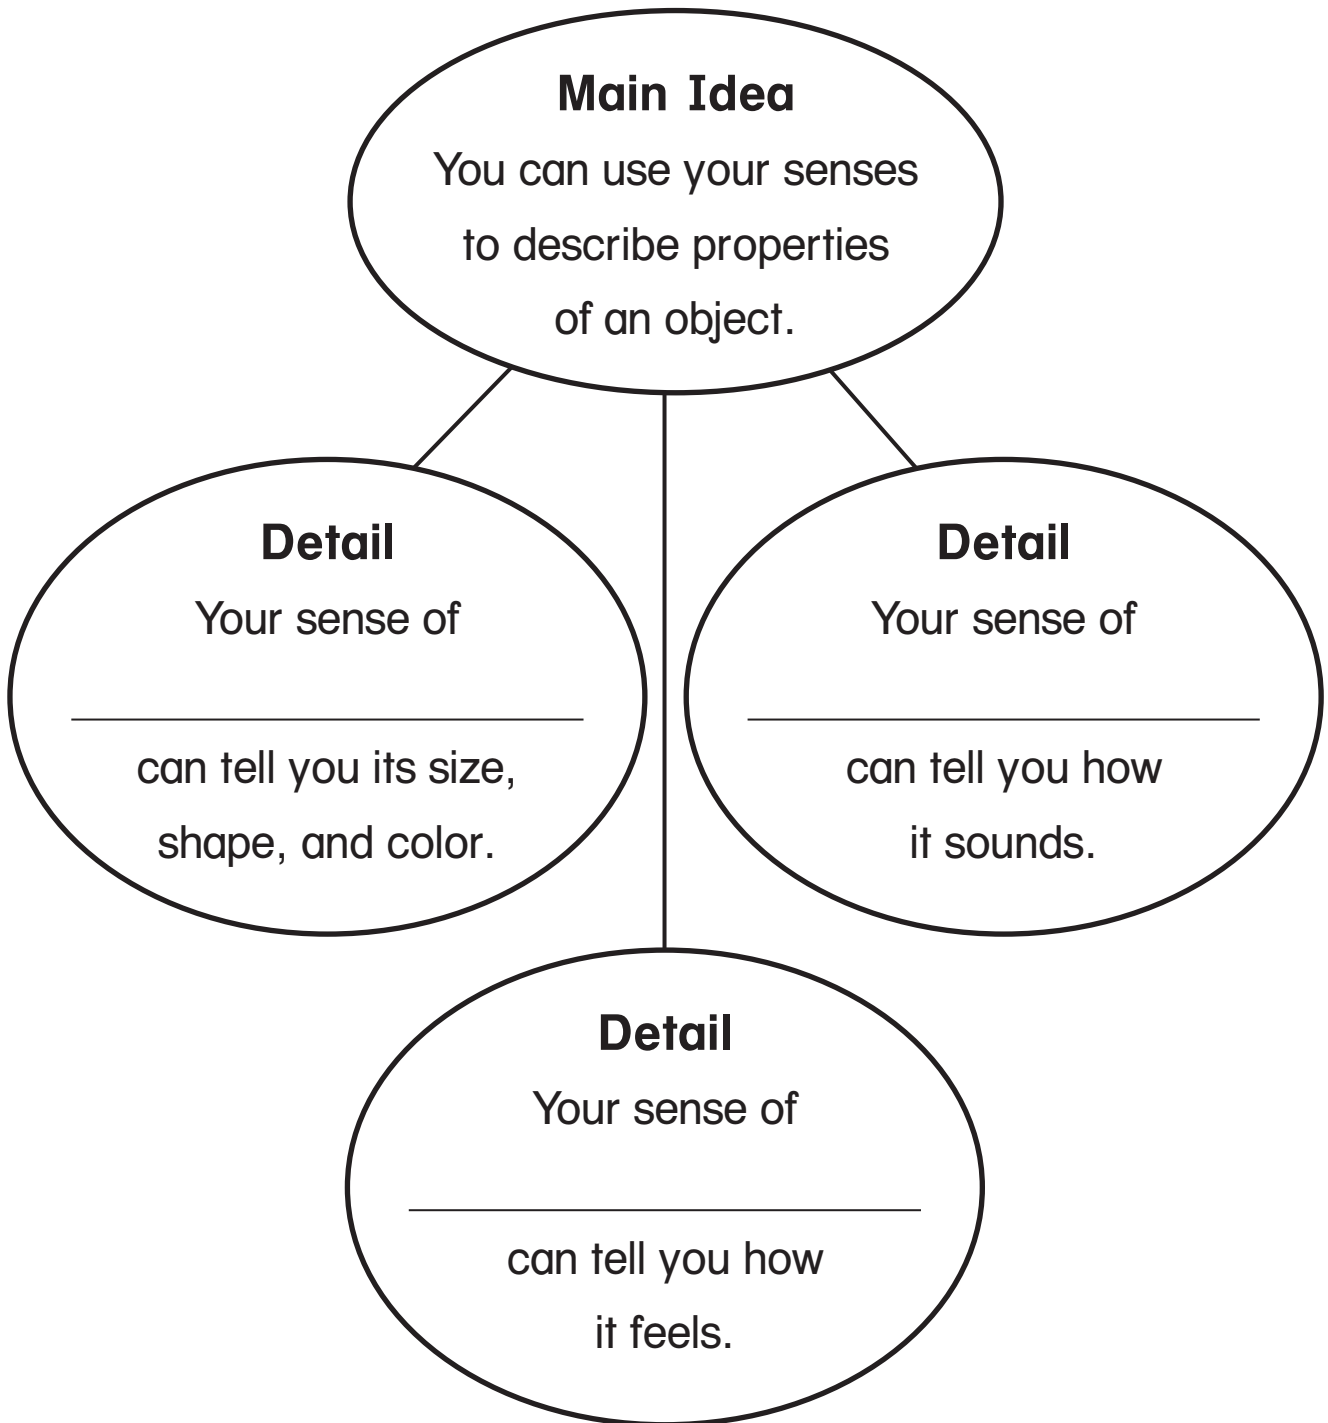 Main Idea
You can use your senses
to describe properties
of an object.
Detail
Your sense of
can tell you its size,
shape, and color.
Detail
Your sense of
can tell you how
it sounds.
Detail
Your sense of
can tell you how
it feels.